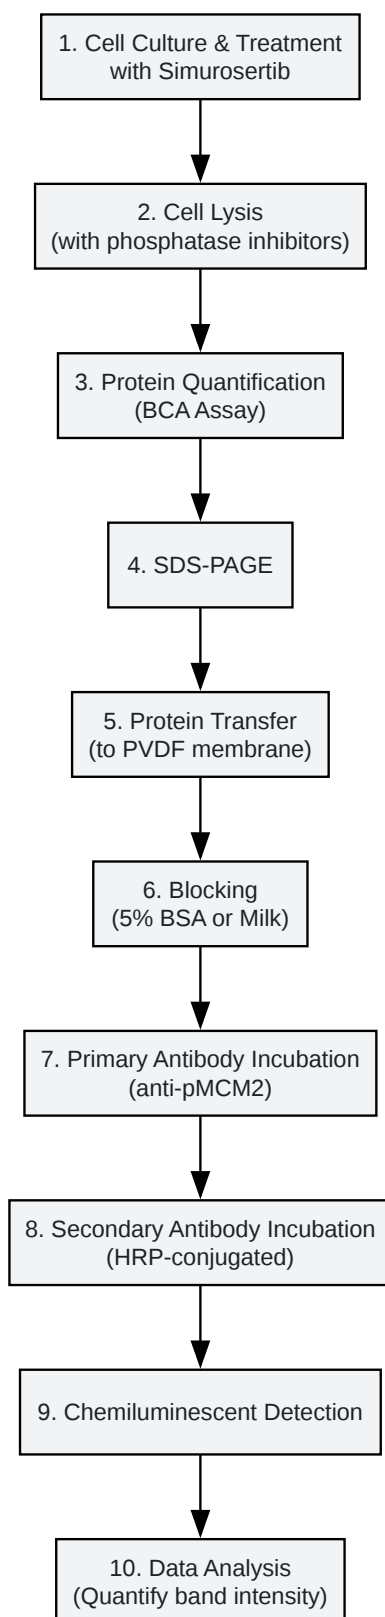 1. Cell Culture & Treatment
with Simurosertib
2. Cell Lysis
(with phosphatase inhibitors)
3. Protein Quantification
(BCA Assay)
4. SDS-PAGE
5. Protein Transfer
(to PVDF membrane)
6. Blocking
(5% BSA or Milk)
7. Primary Antibody Incubation
(anti-pMCM2)
8. Secondary Antibody Incubation
(HRP-conjugated)
9. Chemiluminescent Detection
10. Data Analysis
(Quantify band intensity)